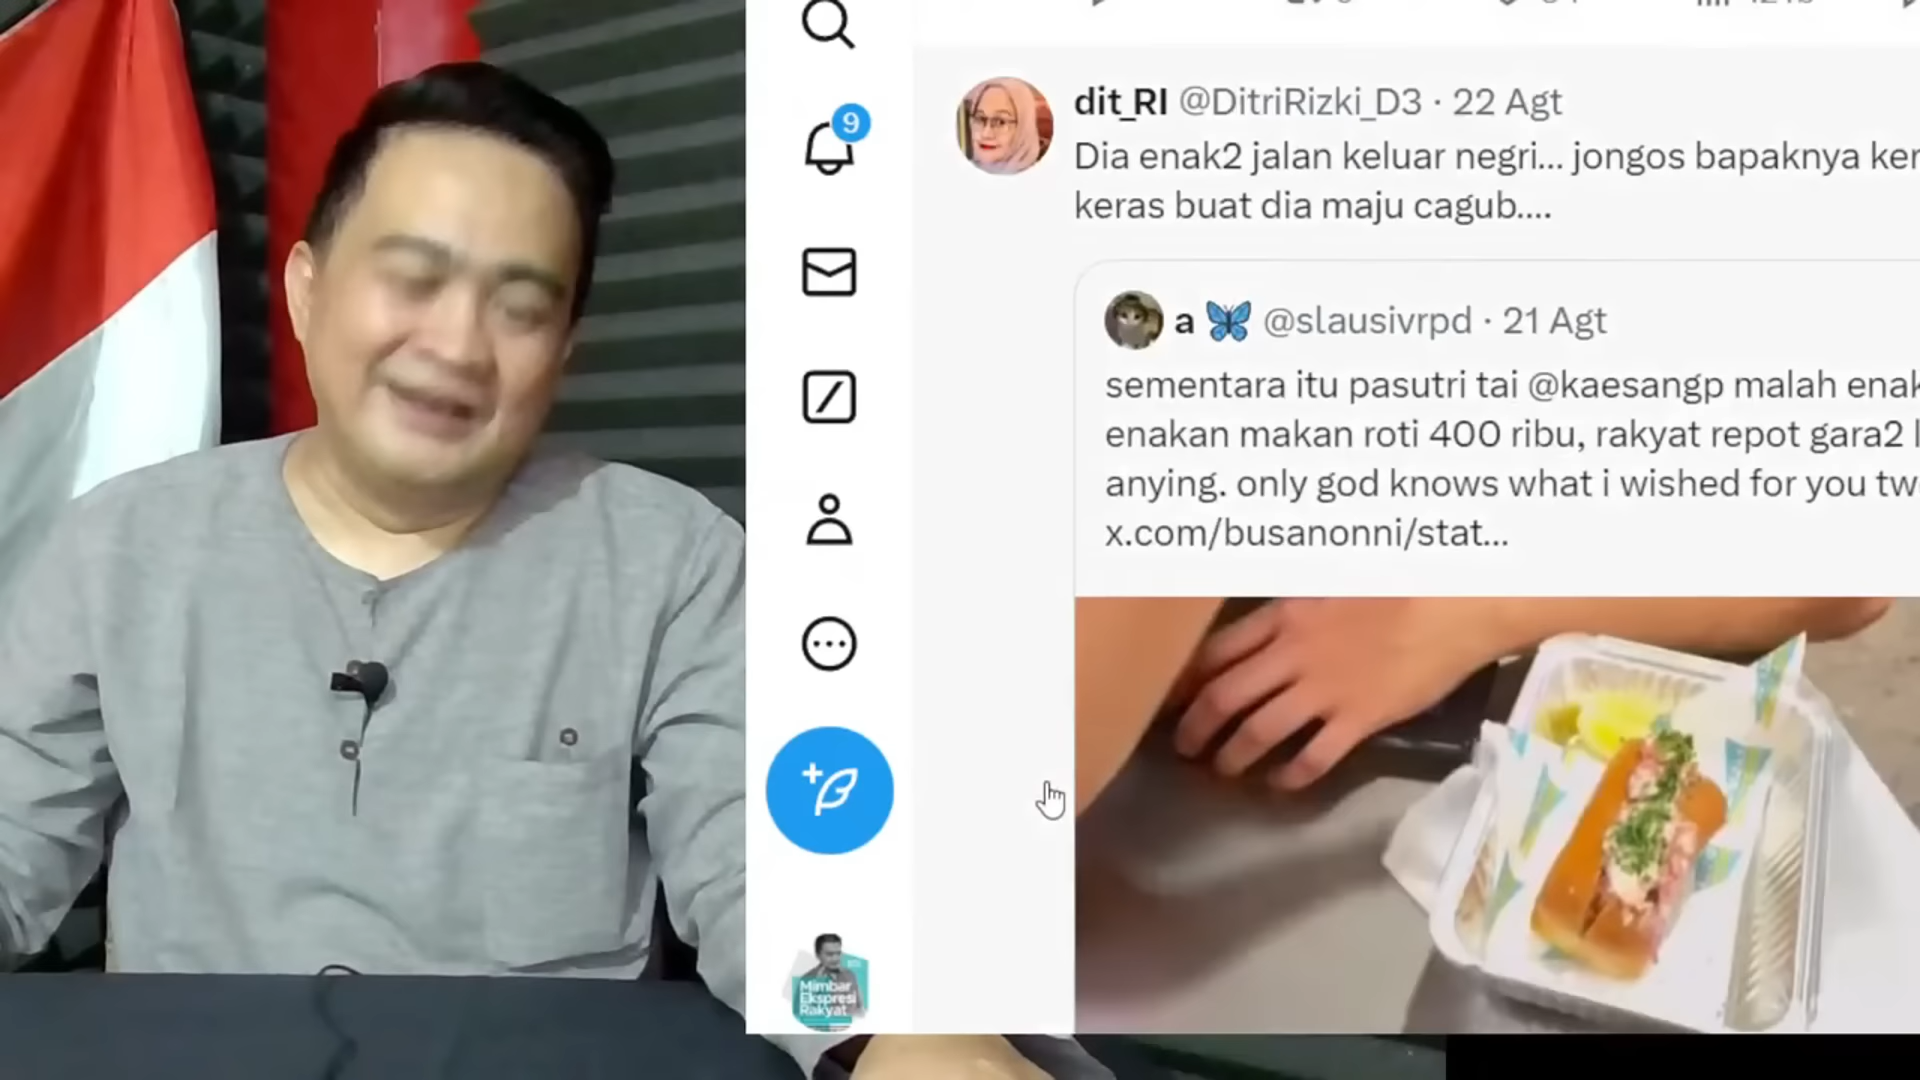 9
dit_RI @DitriRizki_D3 · 22 Agt
Dia enak2 jalan keluar negri... jongos bapaknya ker
keras buat dia maju cagub....
a 🦋 @slausivrpd · 21 Agt
sementara itu pasutri tai @kaesangp malah enak
enakan makan roti 400 ribu, rakyat repot gara2 l
anying. only god knows what i wished for you tw
x.com/busanonni/stat...
Mimbar
Ekspresi
Rakyat